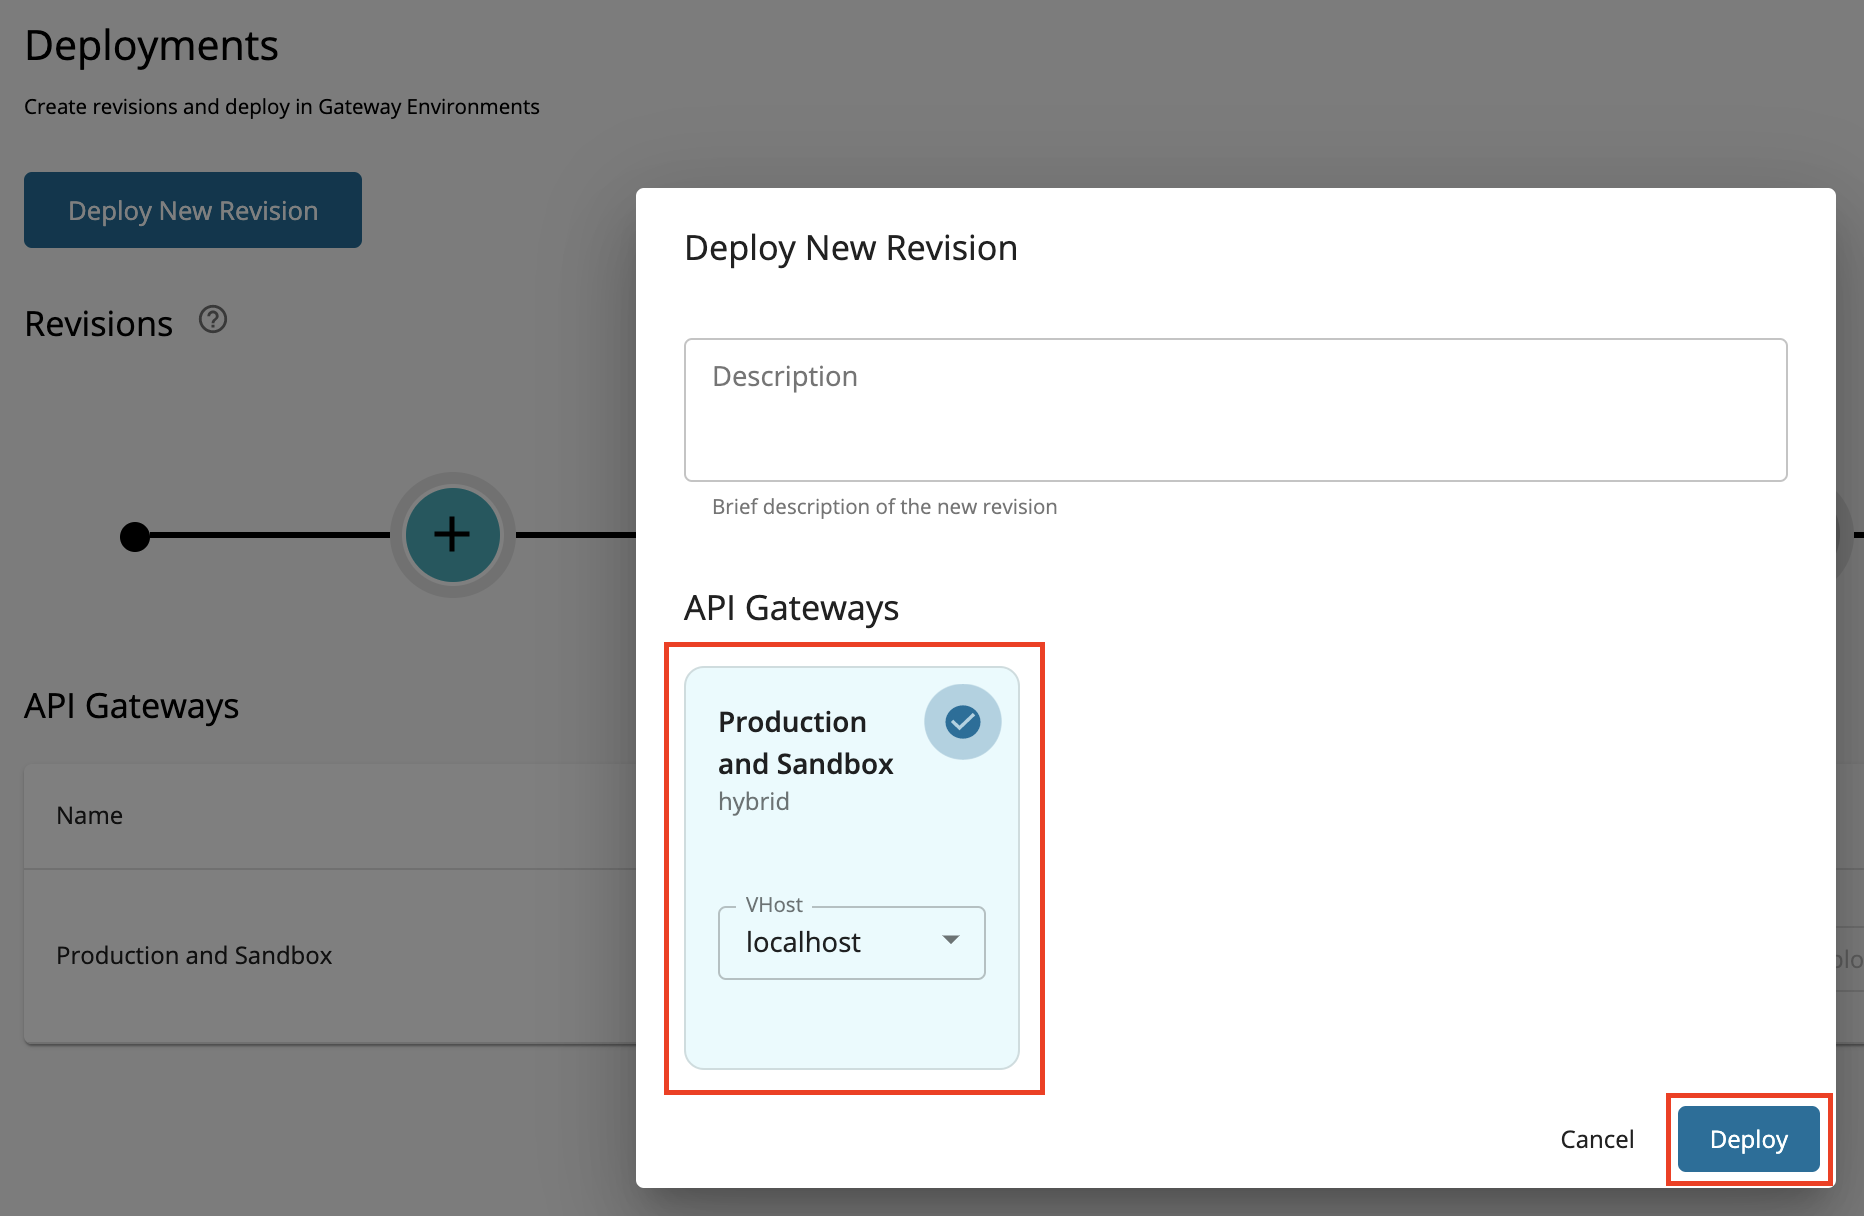 Deployments
Create revisions and deploy in Gateway Environments
Deploy New Revision
Revisions
API Gateways
Name
Production and Sandbox
Deploy New Revision
Description
Brief description of the new revision
API Gateways
Production
and Sandbox
hybrid
VHost
localhost
Cancel
Deploy